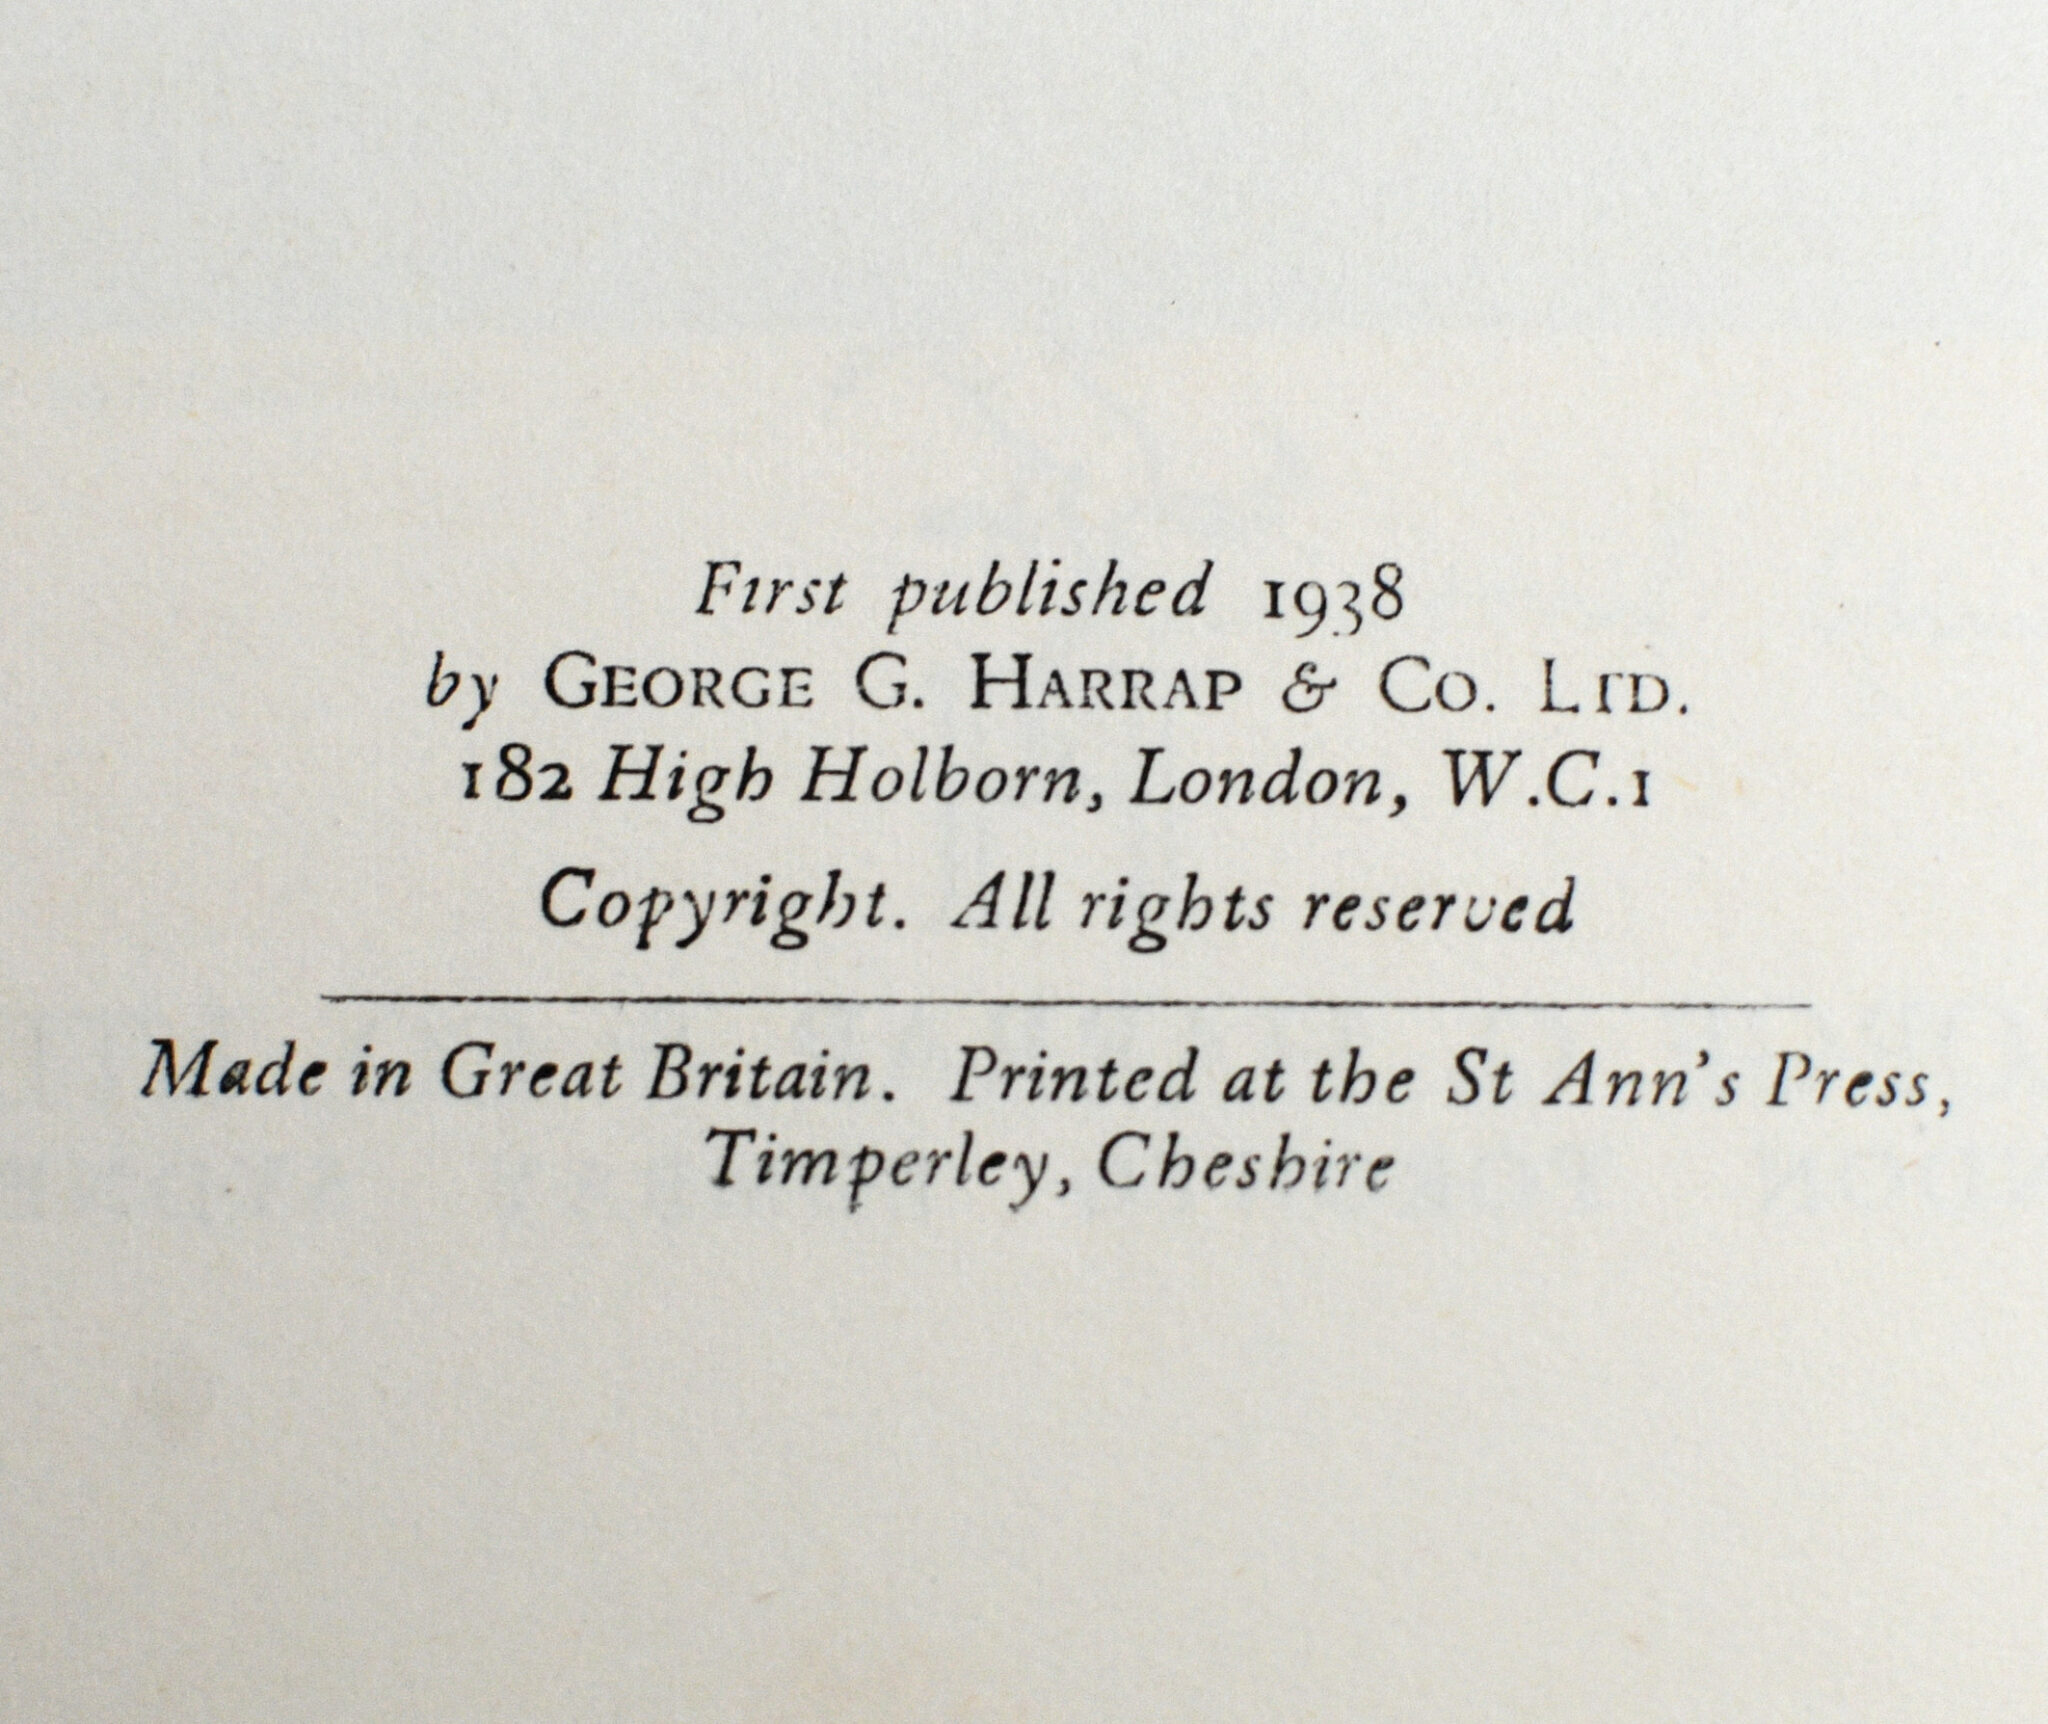 First published 1938
by GEORGE G. HARRAP & CO. LTD.
182 High Holborn, London, W.C.1
Copyright. All rights reserved
Made in Great Britain. Printed at the St Ann's Press,
Timperley, Cheshire